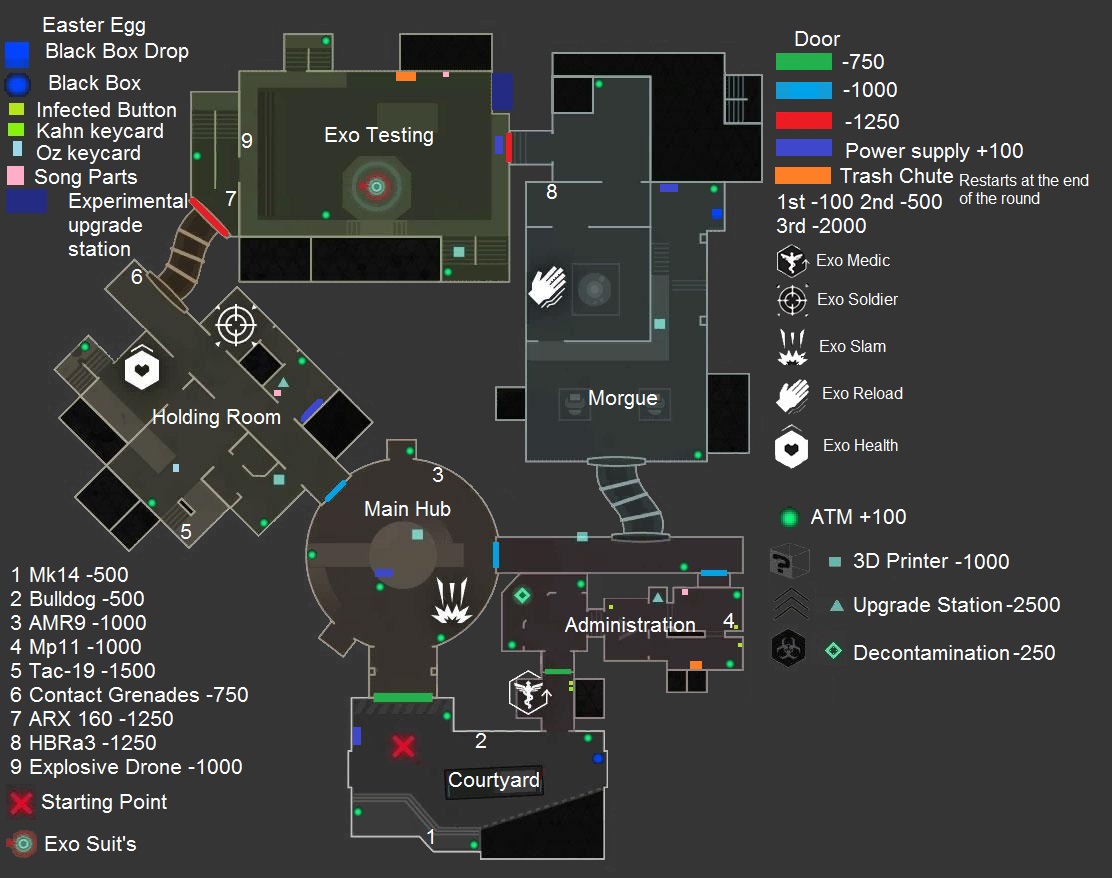 Easter Egg
Black Box Drop
Black Box
Infected Button
Kahn keycard
Oz keycard
Song Parts
Experimental
upgrade
station
Door
-750
-1000
-1250
Power supply +100
Trash Chute Restarts at the end
of the round
1st -100 2nd -500
3rd -2000
Exo Medic
Exo Soldier
Exo Slam
Exo Reload
Exo Health
ATM +100
?
3D Printer -1000
Upgrade Station -2500
Decontamination -250
Exo Testing
9
7
8
6
Holding Room
Morgue
5
3
Main Hub
Administration
4
2
Courtyard
1
1 Mk14 -500
2 Bulldog -500
3 AMR9 -1000
4 Mp11 -1000
5 Tac-19 -1500
6 Contact Grenades -750
7 ARX 160 -1250
8 HBRa3 -1250
9 Explosive Drone -1000
Starting Point
Exo Suit's